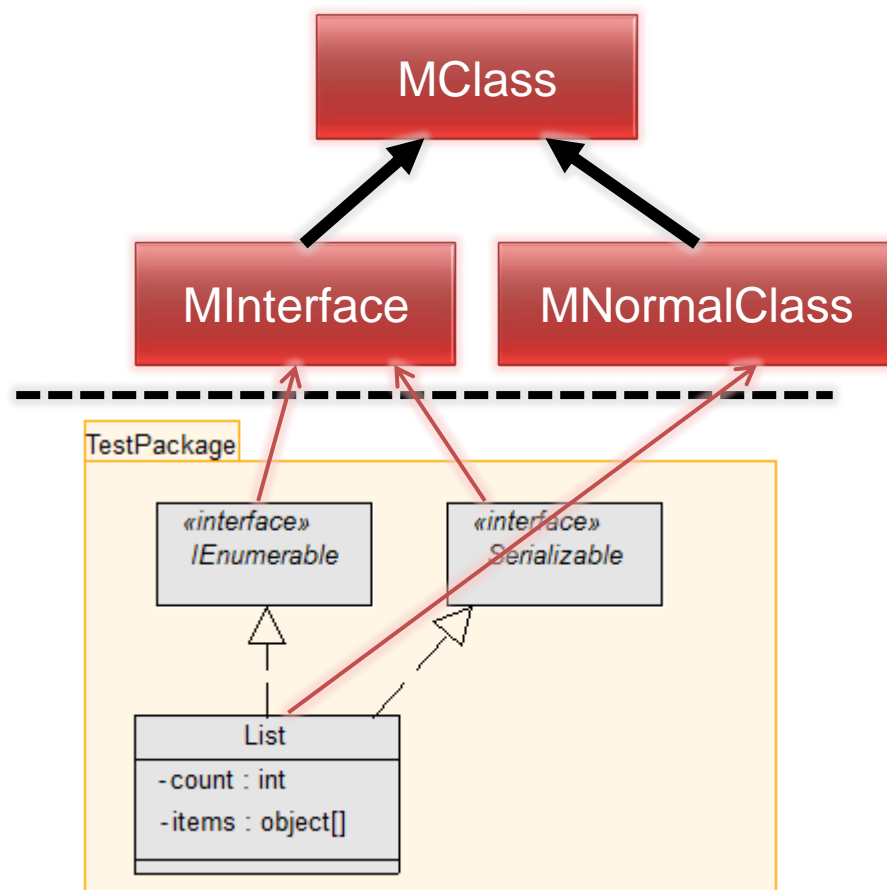 MClass
MInterface
MNormalClass
TestPackage
«interface»
IEnumerable
«interface»
Serializable
List
-count : int
-items : object[]